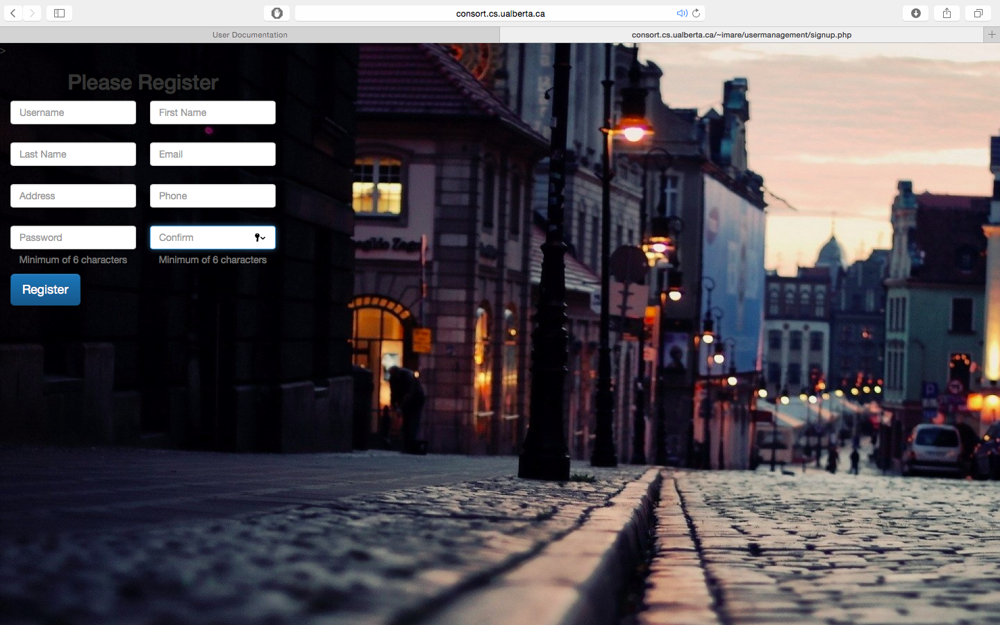 consort.cs.ualberta.ca
User Documentation
consort.cs.ualberta.ca/~imare/usermanagement/signup.php
>
Please Register
Username
First Name
Last Name
Email
Address
Phone
Password
Confirm
Minimum of 6 characters
Minimum of 6 characters
Register